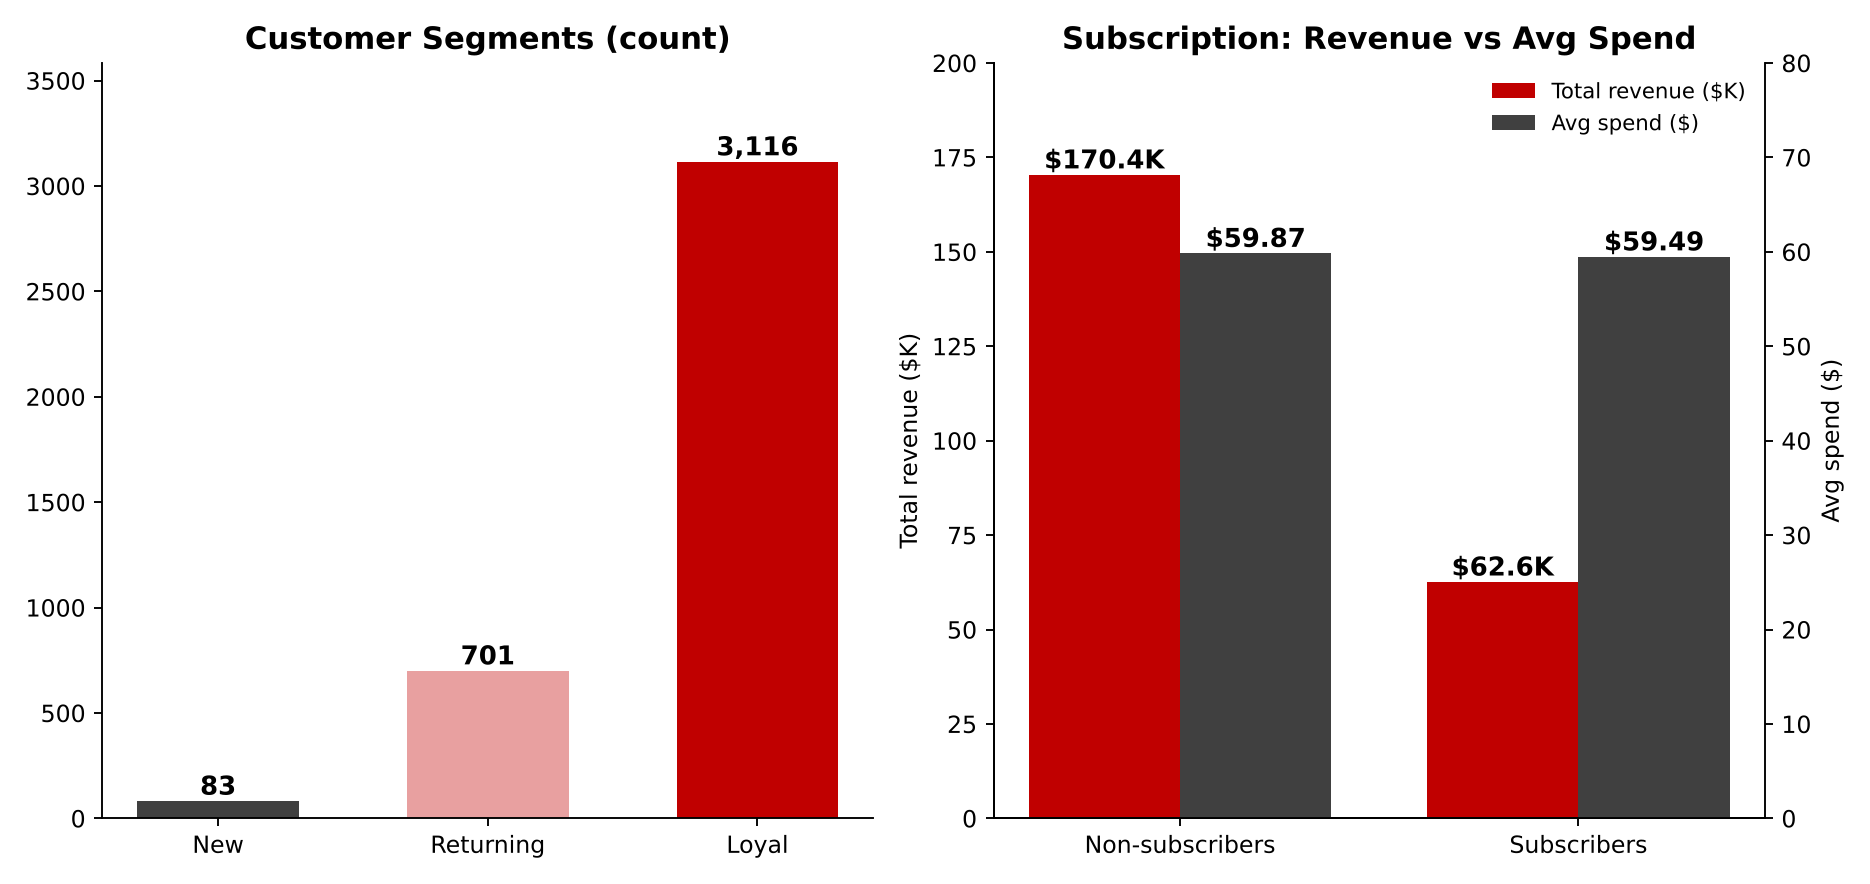 Customer Segments (count)
3500
3000
2500
2000
1500
1000
500
0
83
701
3,116
New
Returning
Loyal
Subscription: Revenue vs Avg Spend
Total revenue ($K)
Avg spend ($)
Total revenue ($K)
200
175
150
125
100
75
50
25
0
$170.4K
$59.87
$62.6K
$59.49
Non-subscribers
Subscribers
80
70
60
50
40
30
20
10
0
Avg spend ($)